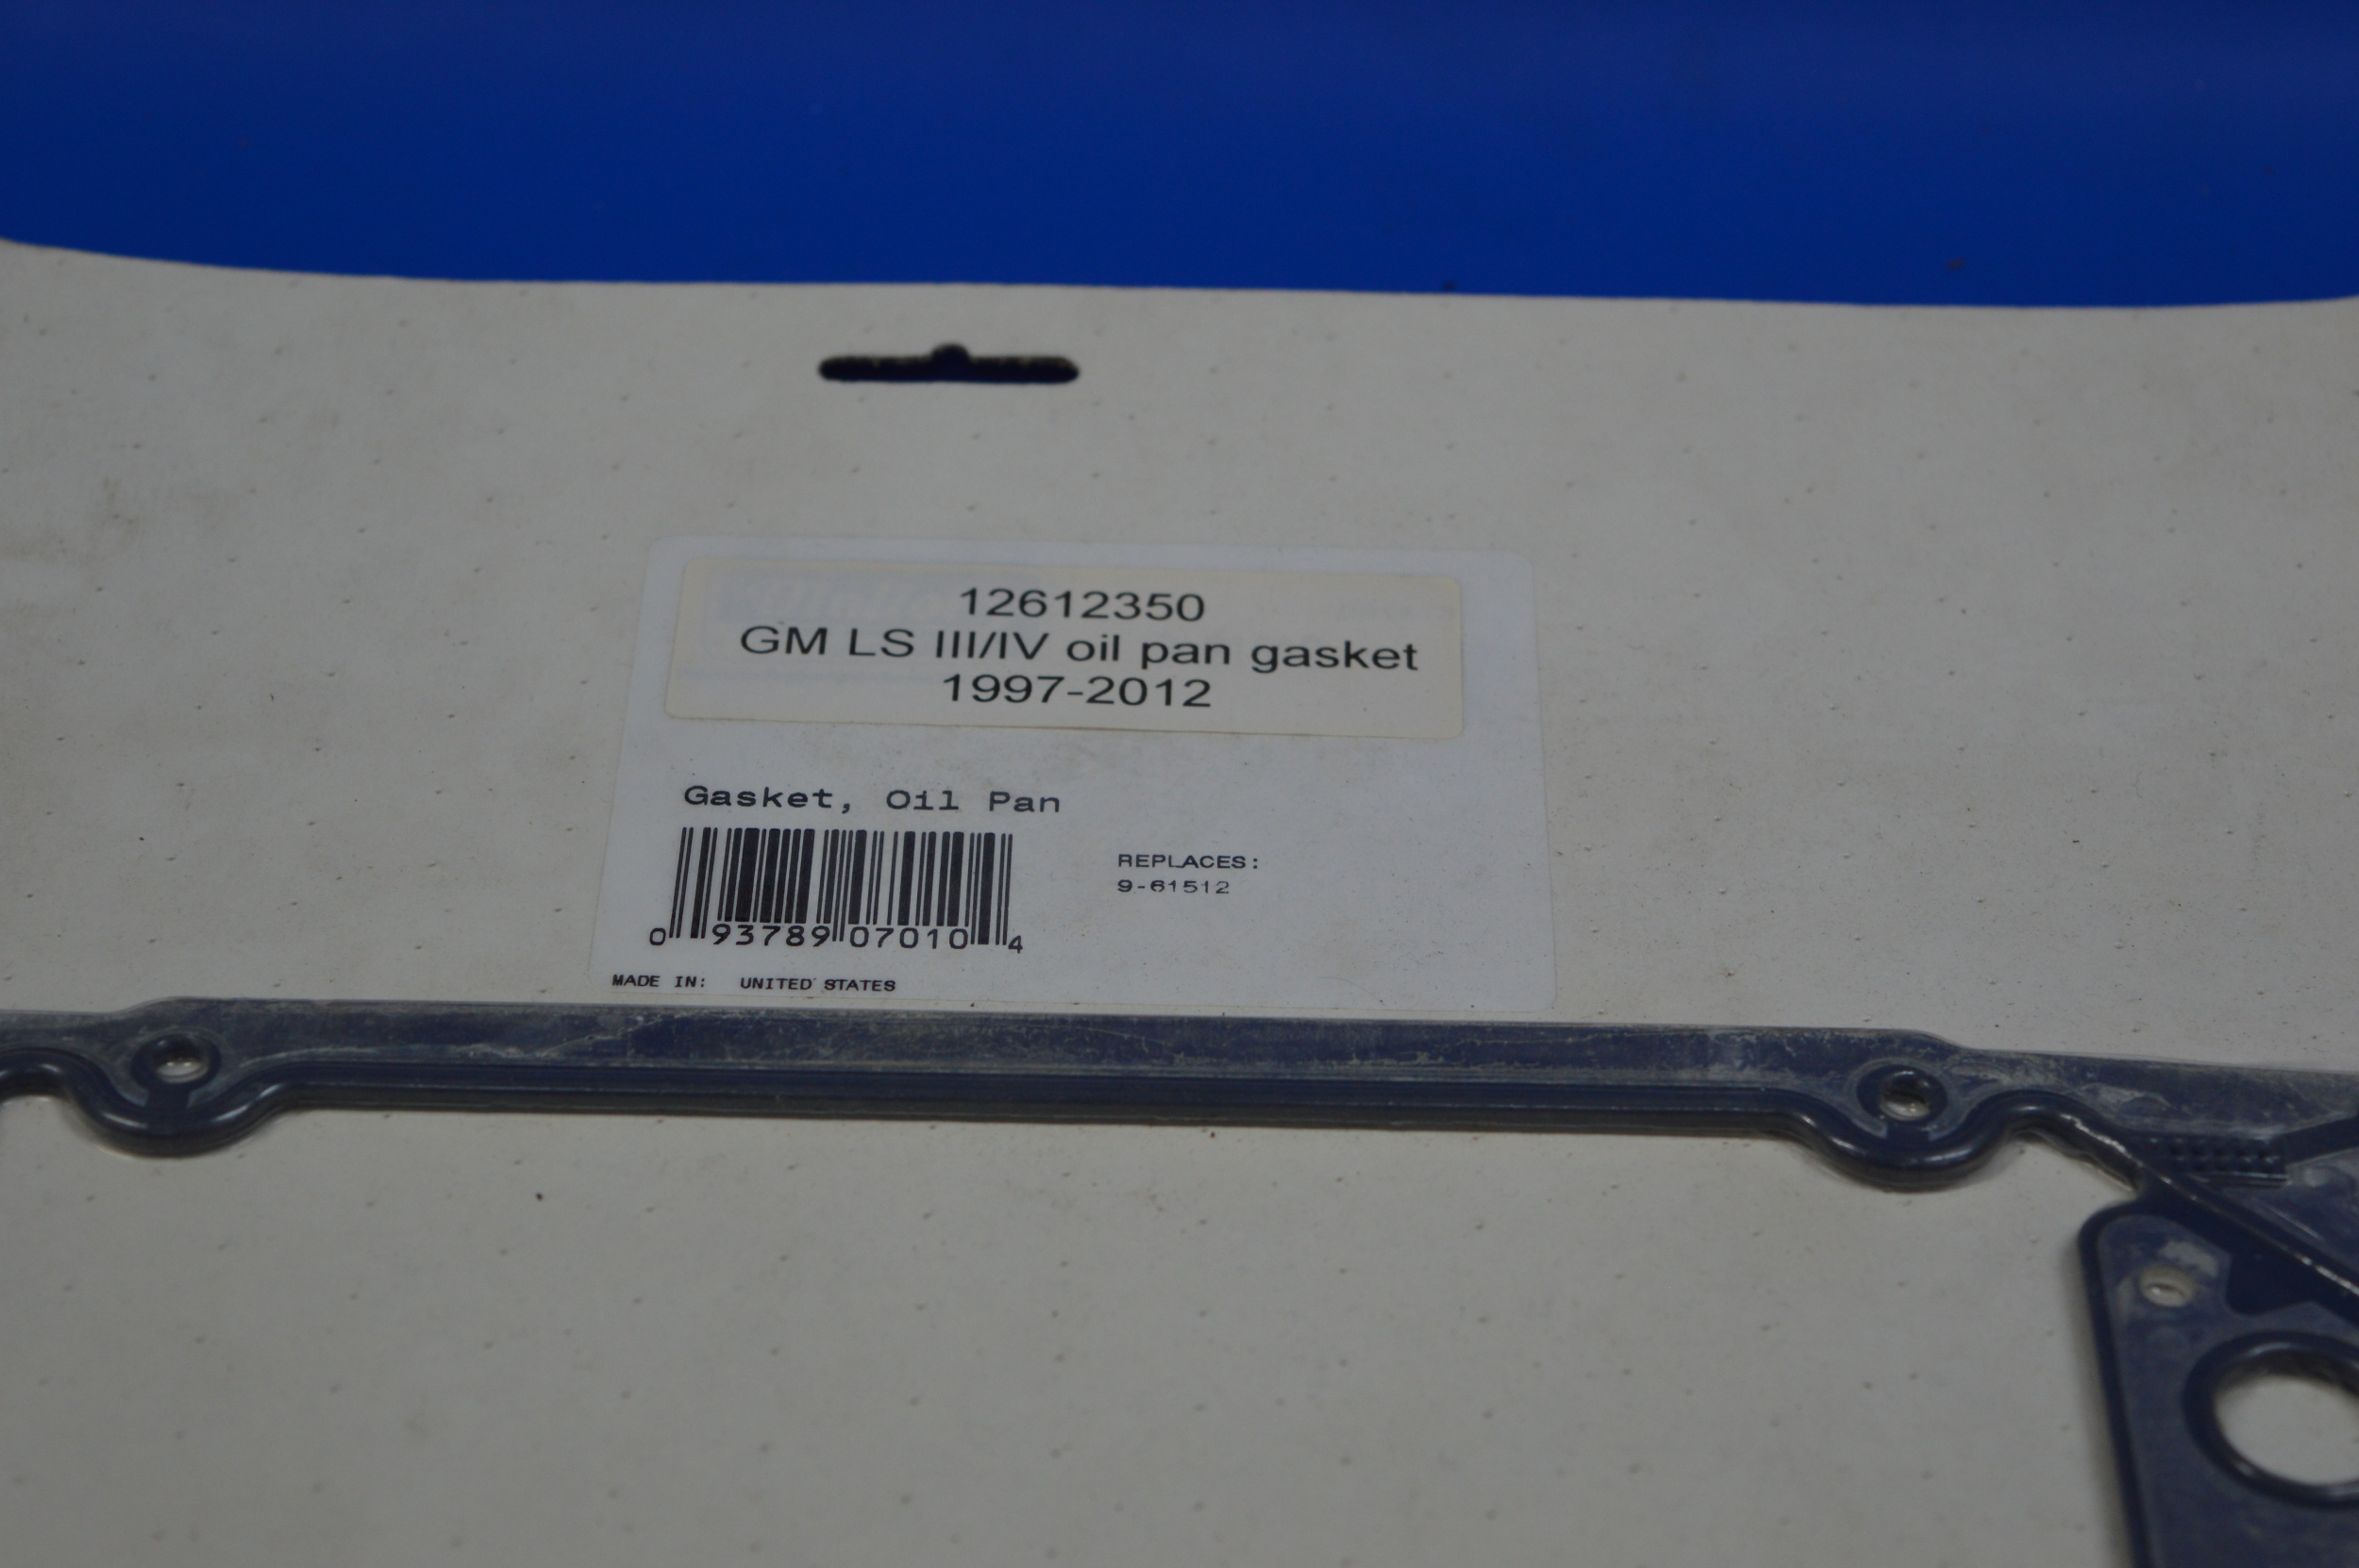 12612350
GM LS III/IV oil pan gasket
1997-2012
Gasket, Oil Pan
REPLACES:
9-61512
0 93789 07010 4
MADE IN: UNITED STATES